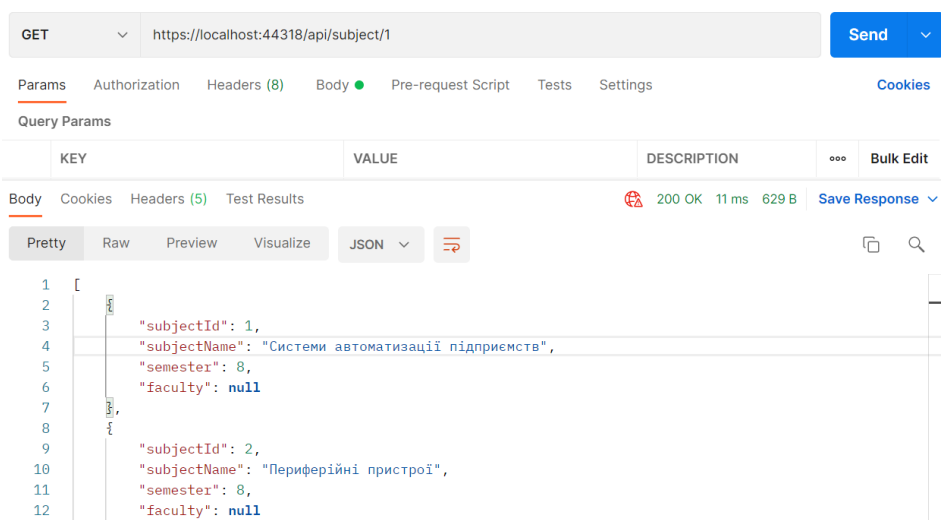 GET https://localhost:44318/api/subject/1 Send
Params Authorization Headers (8) Body Pre-request Script Tests Settings Cookies
Query Params
KEY VALUE DESCRIPTION ooo Bulk Edit
Body Cookies Headers (5) Test Results 200 OK 11 ms 629 B Save Response
Pretty Raw Preview Visualize JSON
1 [
2 {
3 "subjectId": 1,
4 "subjectName": "Системи автоматизації підприємств",
5 "semester": 8,
6 "faculty": null
7 },
8 {
9 "subjectId": 2,
10 "subjectName": "Периферійні пристрої",
11 "semester": 8,
12 "faculty": null